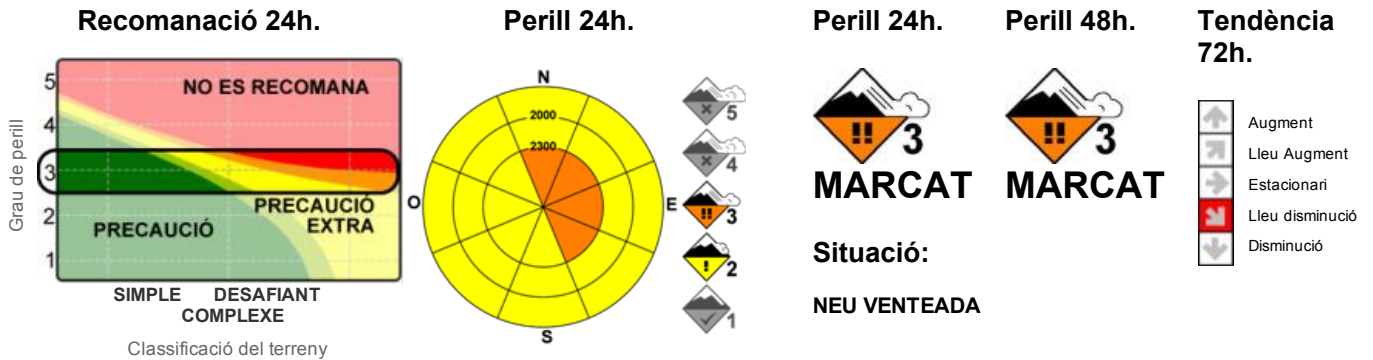 Recomanació 24h.
Grau de perill
5
4
3
2
1
NO ES RECOMANA
PRECAUCIÓ
EXTRA
PRECAUCIÓ
SIMPLE DESAFIANT
COMPLEXE
Classificació del terreny
Perill 24h.
N
2000
2300
O
E
S
5
4
!! 3
! 2
1
Perill 24h.
!! 3
MARCAT
Perill 48h.
!! 3
MARCAT
Situació:
NEU VENTEADA
Tendència
72h.
Augment
Lleu Augment
Estacionari
Lleu disminució
Disminució